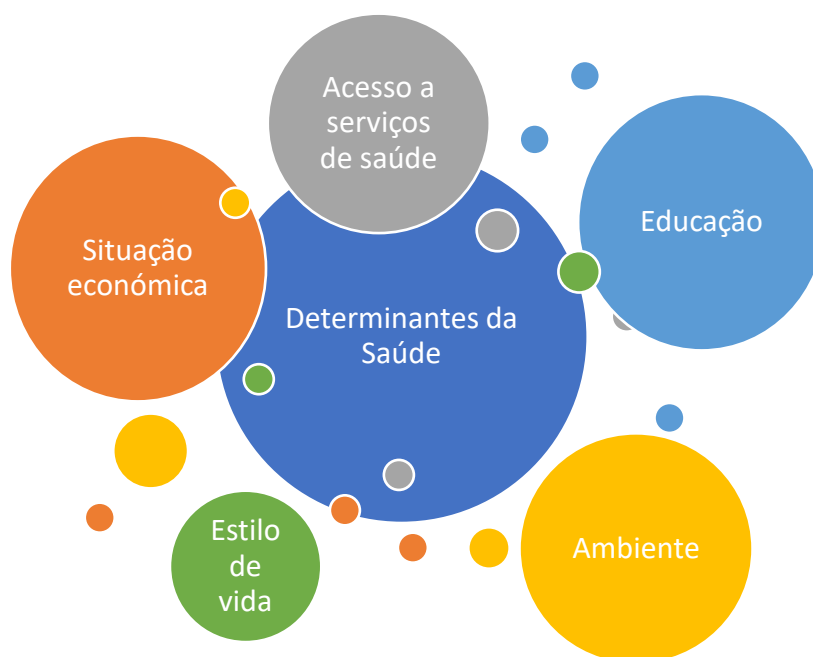 Acesso a
serviços
de saúde
Educação
Situação
económica
Determinantes da
Saúde
Estilo
de
vida
Ambiente